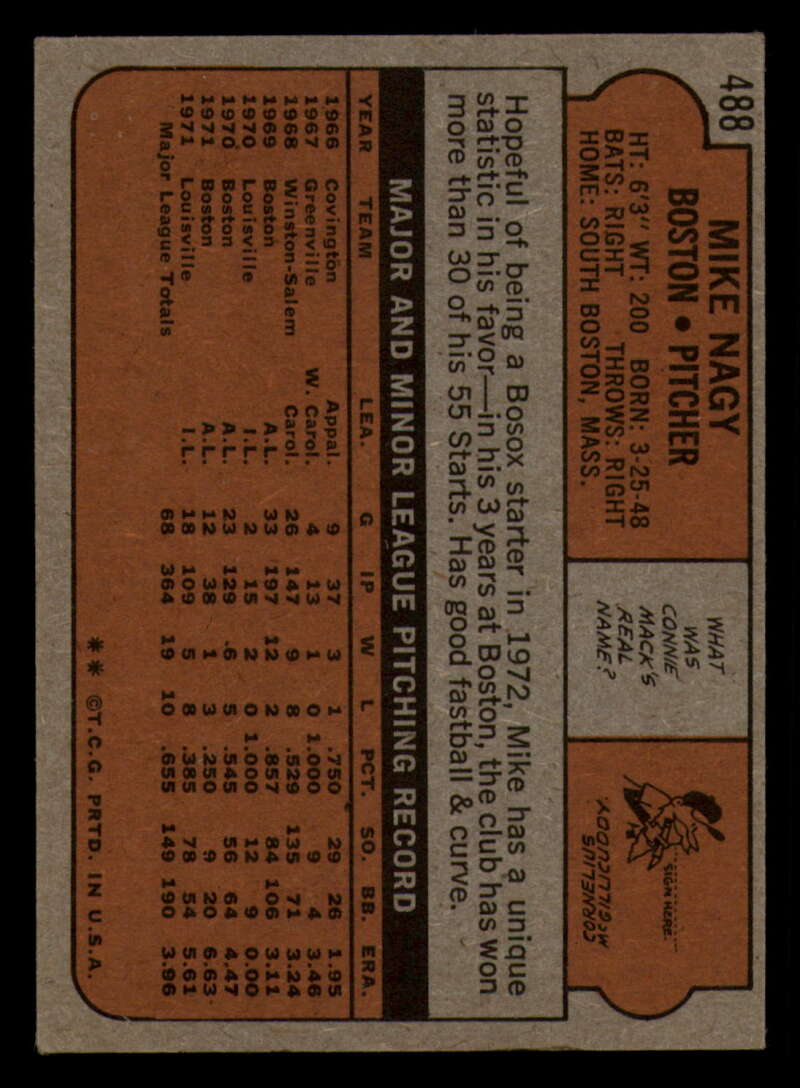 488
MIKE NAGY
BOSTON • PITCHER
HT: 6'3" WT: 200 BORN: 3-25-48
BATS: RIGHT THROWS: RIGHT
HOME: SOUTH BOSTON, MASS.
WHAT
WAS
CONNIE
MACK'S
REAL
NAME?
SIGN HERE.
CORNELIUS
McGILLICUDDY.
Hopeful of being a Bosox starter in 1972, Mike has a unique
statistic in his favor—in his 3 years at Boston, the club has won
more than 30 of his 55 Starts. Has good fastball & curve.
MAJOR AND MINOR LEAGUE PITCHING RECORD
YEAR TEAM LEA. G IP W L PCT. SO. BB. ERA.
1966 Covington Appal. 9 37 3 1 .750 29 26 1.95
1967 Greenville W. Carol. 4 13 1 0 1.000 9 4 3.46
1968 Winston-Salem Carol. 26 147 9 8 .529 135 71 3.24
1969 Boston A.L. 33 197 12 2 .857 84 106 3.11
1970 Louisville I.L. 2 15 2 0 1.000 12 9 0.00
1970 Boston A.L. 23 129 6 5 .545 56 64 4.47
1971 Boston A.L. 12 38 1 3 .250 9 20 6.63
1971 Louisville I.L. 18 109 5 8 .385 78 54 5.61
Major League Totals 68 364 19 10 .655 149 190 3.96
** ©T.C.G. PRTD. IN U.S.A.